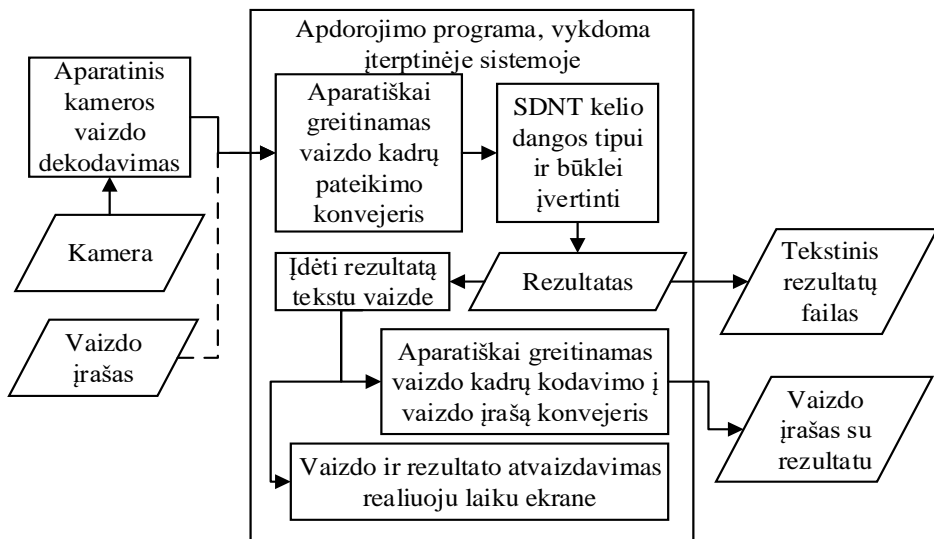 Apdorojimo programa, vykdoma
įterptinėje sistemoje
Aparatinis
kameros
vaizdo
dekodavimas
Aparatiškai
greitinamas
vaizdo kadrų
pateikimo
konvejeris
SDNT kelio
dangos tipui
ir būklei
įvertinti
Kamera
Įdėti rezultatą
tekstu vaizde
Rezultatas
Tekstinis
rezultatų
failas
Vaizdo
įrašas
Aparatiškai greitinamas
vaizdo kadrų kodavimo į
vaizdo įrašą konvejeris
Vaizdo
įrašas su
rezultatu
Vaizdo ir rezultato atvaizdavimas
realiuoju laiku ekrane